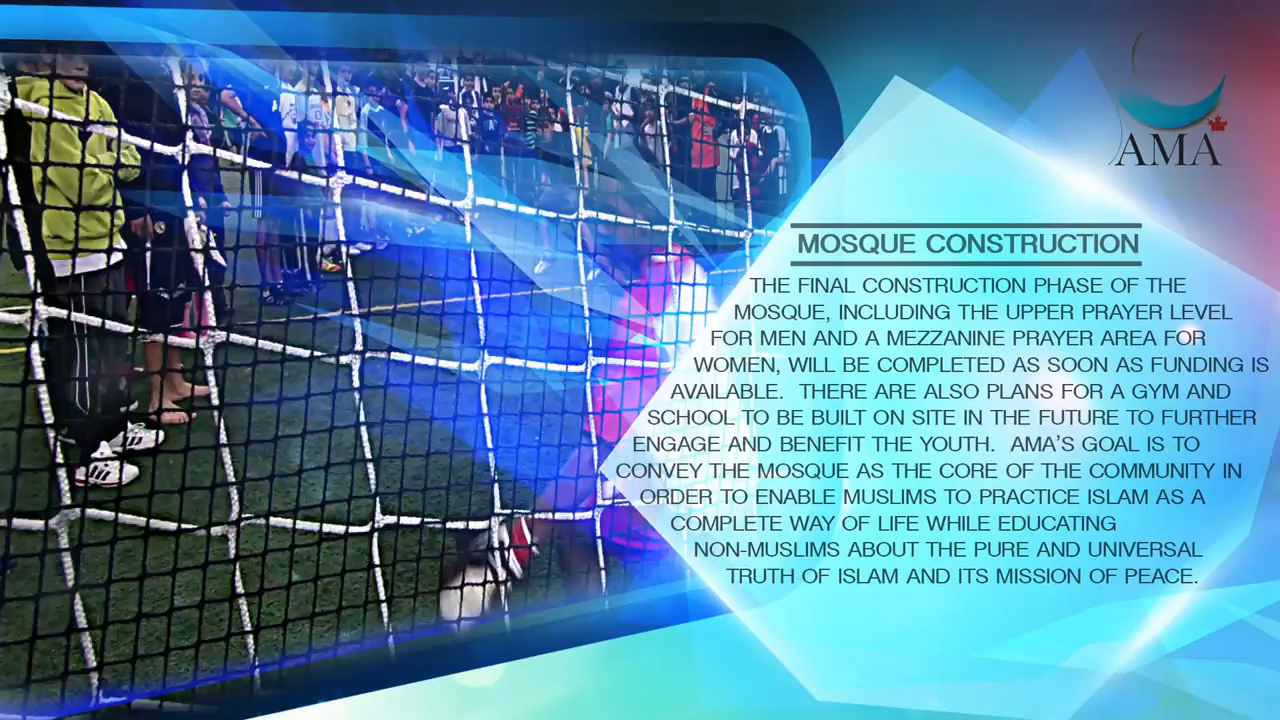 AMA
MOSQUE CONSTRUCTION
THE FINAL CONSTRUCTION PHASE OF THE
MOSQUE, INCLUDING THE UPPER PRAYER LEVEL
FOR MEN AND A MEZZANINE PRAYER AREA FOR
WOMEN, WILL BE COMPLETED AS SOON AS FUNDING IS
AVAILABLE.  THERE ARE ALSO PLANS FOR A GYM AND
SCHOOL TO BE BUILT ON SITE IN THE FUTURE TO FURTHER
ENGAGE AND BENEFIT THE YOUTH.  AMA’S GOAL IS TO
CONVEY THE MOSQUE AS THE CORE OF THE COMMUNITY IN
ORDER TO ENABLE MUSLIMS TO PRACTICE ISLAM AS A
COMPLETE WAY OF LIFE WHILE EDUCATING
NON-MUSLIMS ABOUT THE PURE AND UNIVERSAL
TRUTH OF ISLAM AND ITS MISSION OF PEACE.